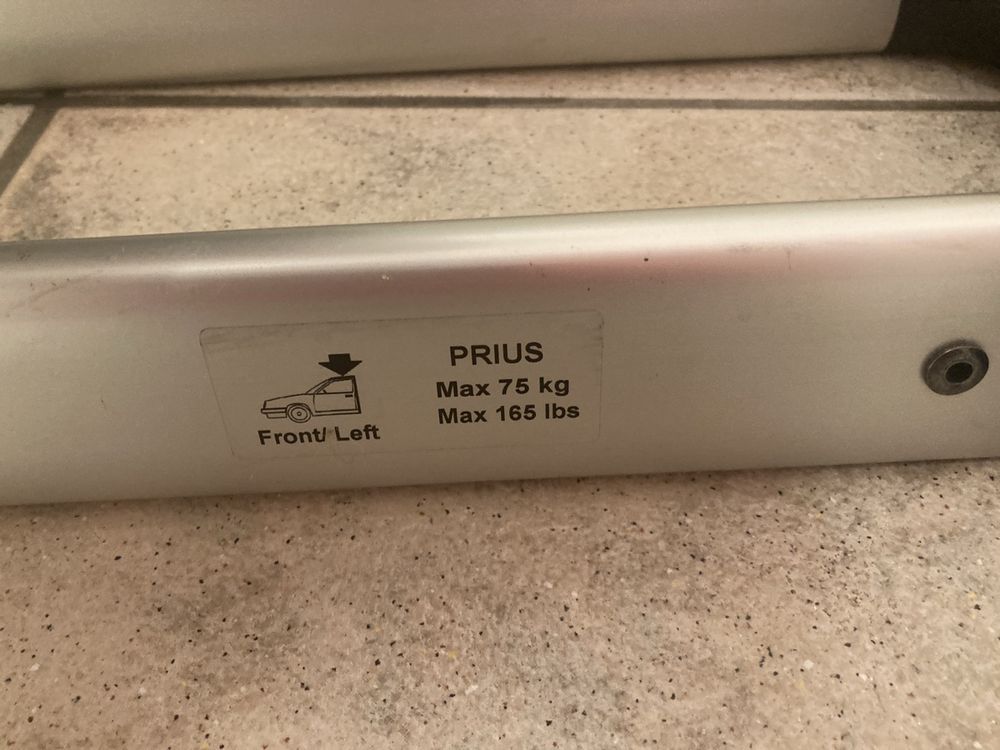 PRIUS
Max 75 kg
Max 165 lbs
Front/ Left